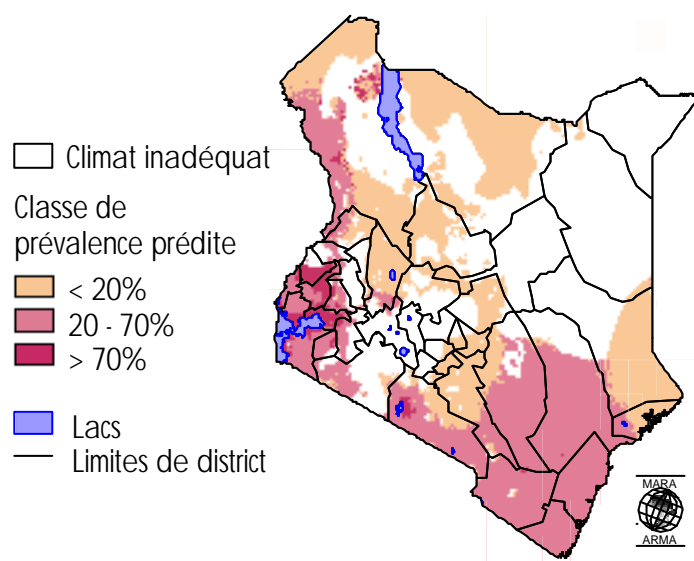 Climat inadéquat
Classe de
prévalence prédite
< 20%
20 - 70%
> 70%
Lacs
Limites de district
MARA
ARMA